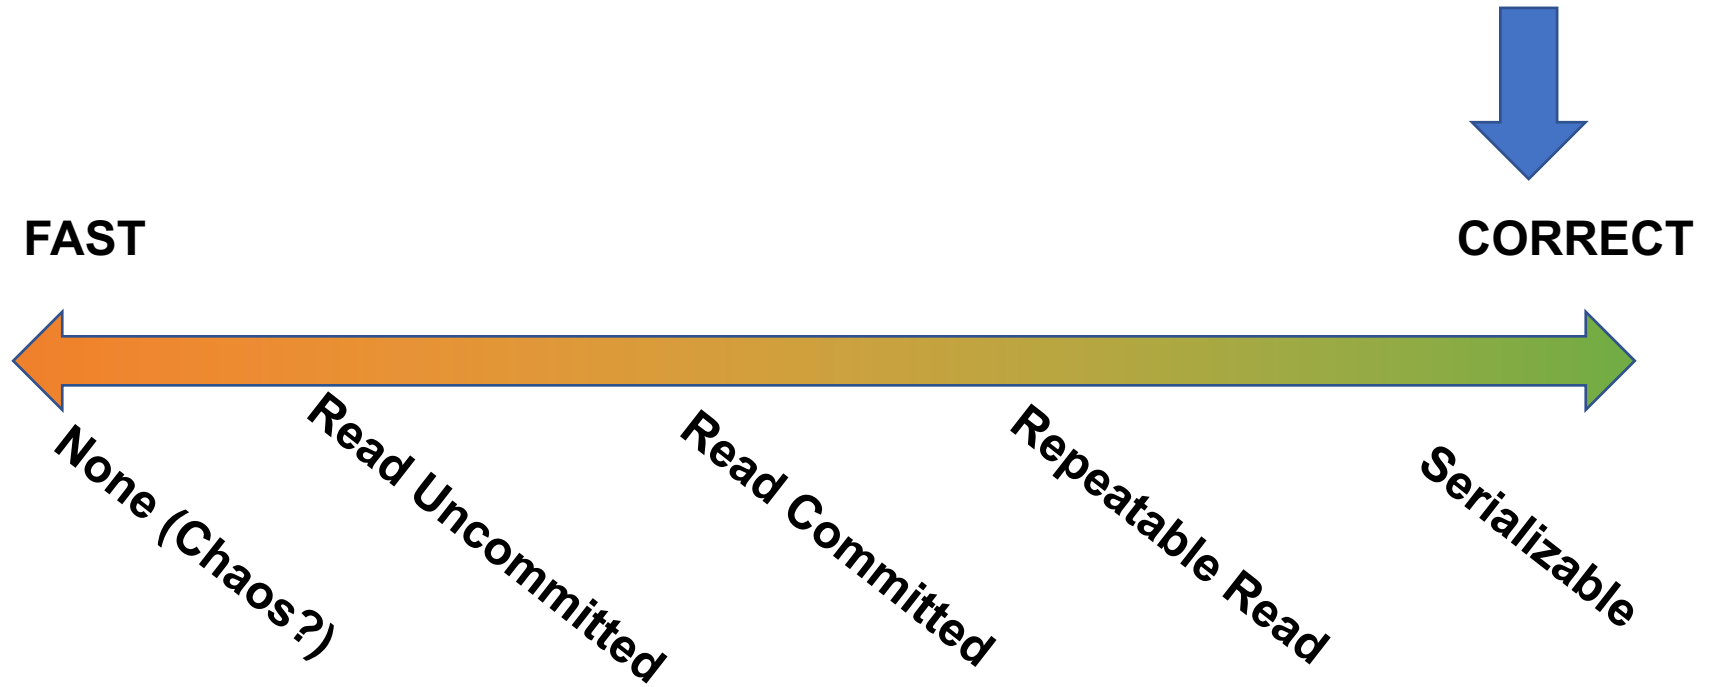 FAST
CORRECT
None (Chaos?)
Read Uncommitted
Read Committed
Repeatable Read
Serializable